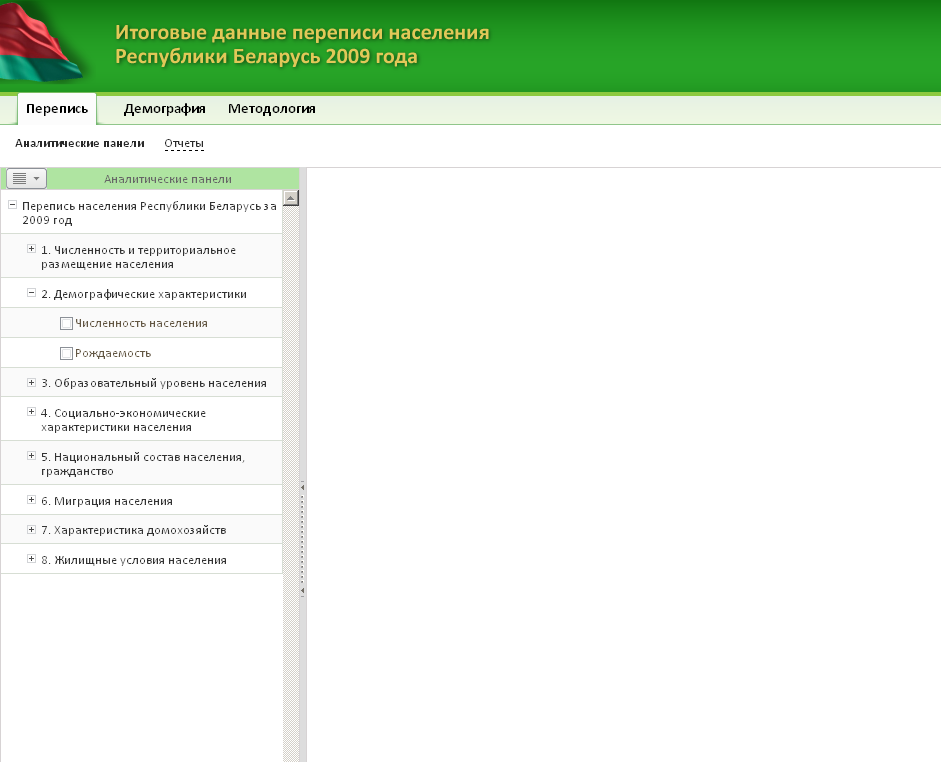 Итоговые данные переписи населения
Республики Беларусь 2009 года
Перепись Демография Методология
Аналитические панели Отчеты
Аналитические панели
Перепись населения Республики Беларусь за
2009 год
1. Численность и территориальное
размещение населения
2. Демографические характеристики
Численность населения
Рождаемость
3. Образовательный уровень населения
4. Социально-экономические
характеристики населения
5. Национальный состав населения,
гражданство
6. Миграция населения
7. Характеристика домохозяйств
8. Жилищные условия населения